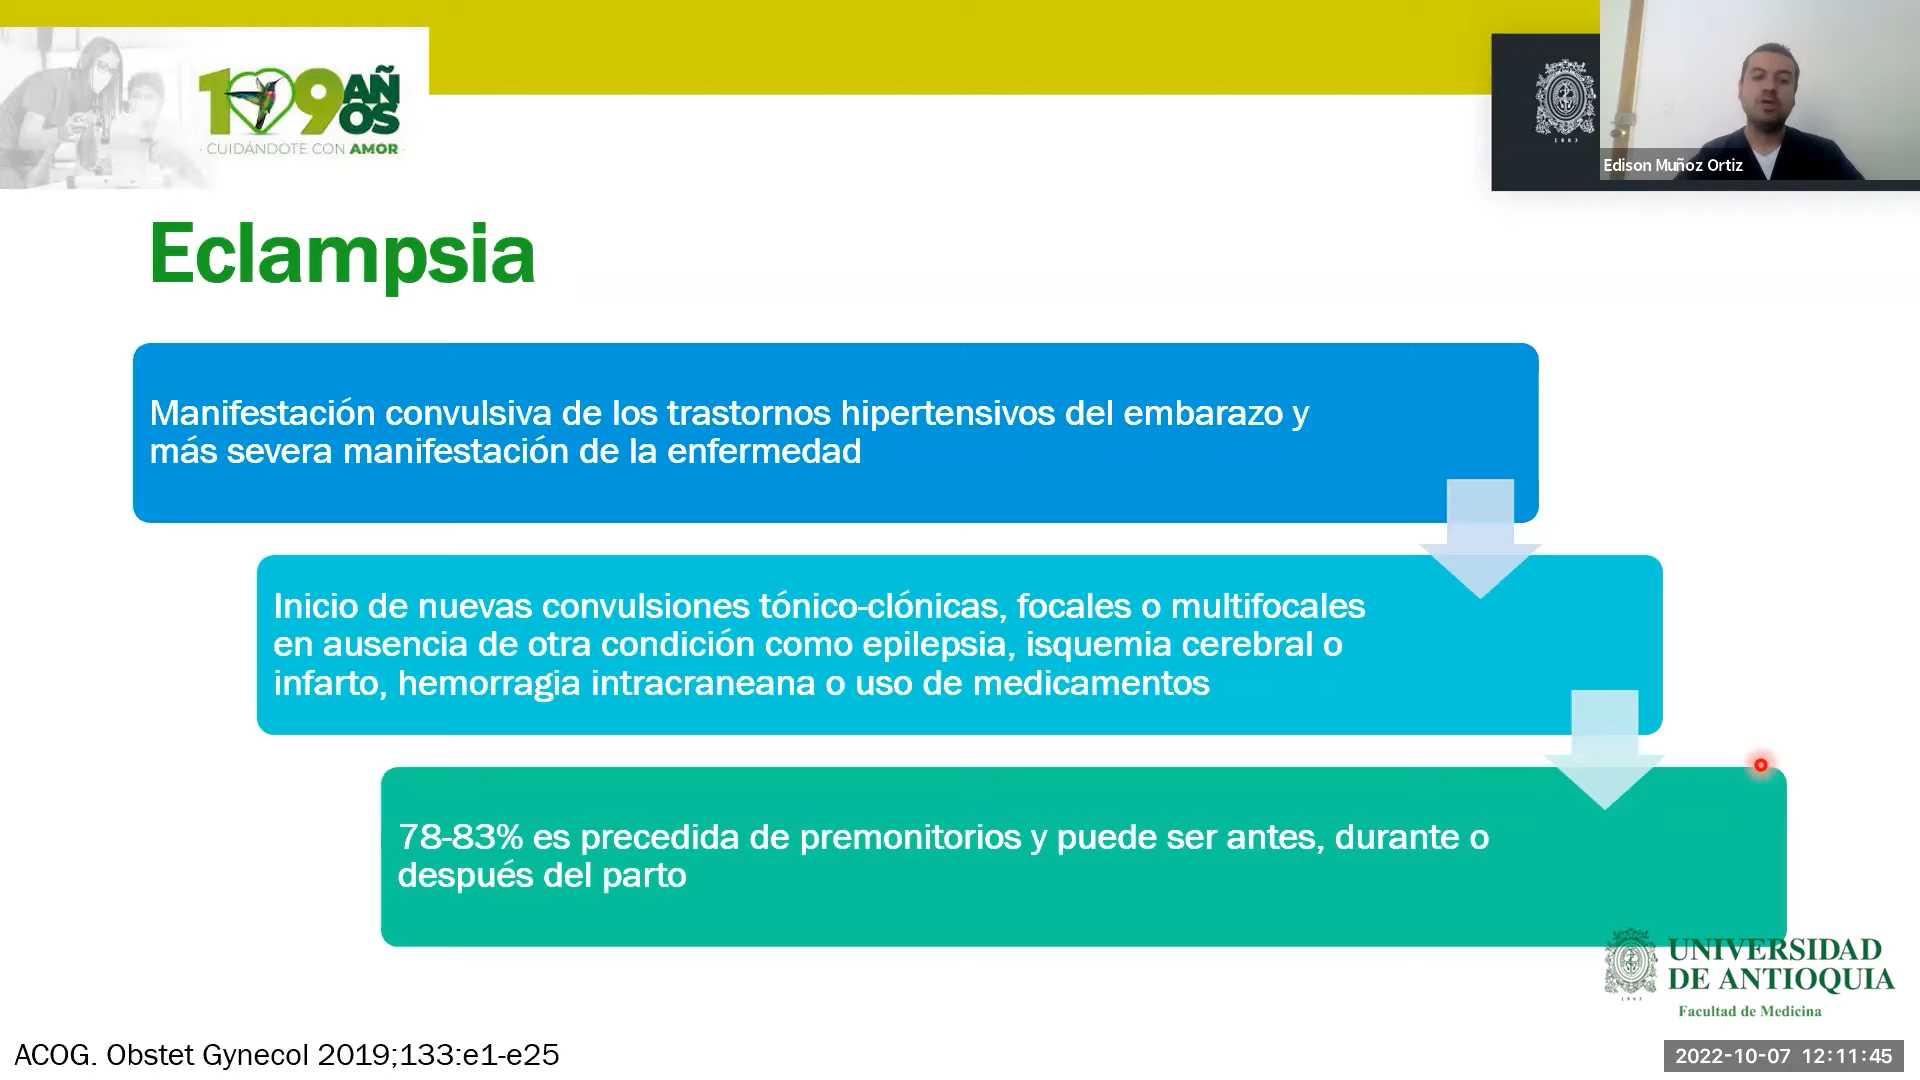 109 AÑOS
· CUIDÁNDOTE CON AMOR ·
1803
Edison Muñoz Ortiz
Eclampsia
Manifestación convulsiva de los trastornos hipertensivos del embarazo y
más severa manifestación de la enfermedad
Inicio de nuevas convulsiones tónico-clónicas, focales o multifocales
en ausencia de otra condición como epilepsia, isquemia cerebral o
infarto, hemorragia intracraneana o uso de medicamentos
78-83% es precedida de premonitorios y puede ser antes, durante o
después del parto
UNIVERSIDAD
DE ANTIOQUIA
1803
Facultad de Medicina
ACOG. Obstet Gynecol 2019;133:e1-e25
2022-10-07 12:11:45